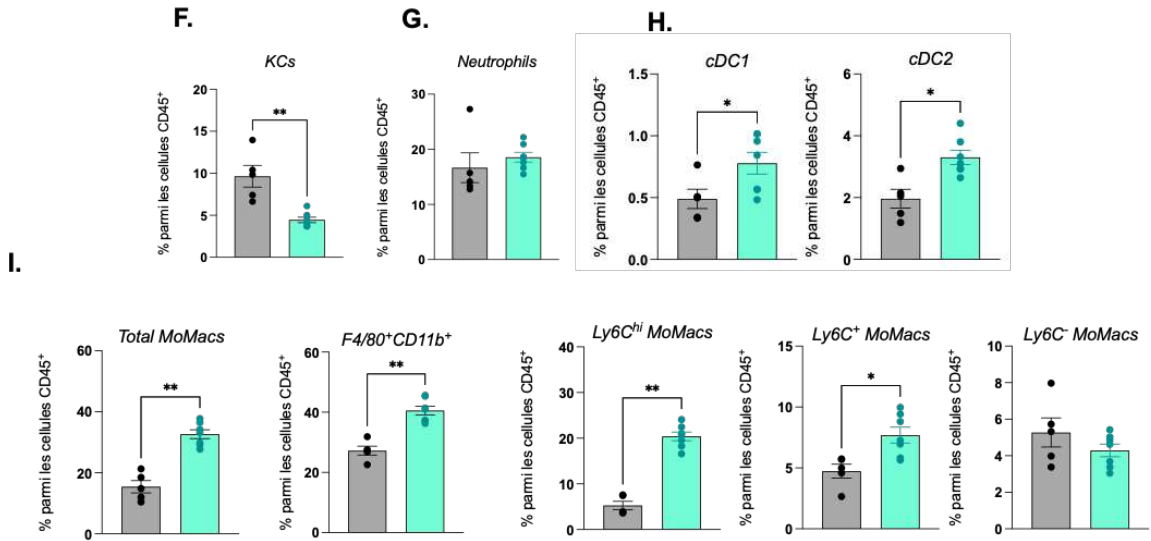 F.
G.
H.
KCs
Neutrophils
cDC1
cDC2
% parmi les cellules CD45⁺
20
15
10
5
0
**
% parmi les cellules CD45⁺
30
20
10
0
% parmi les cellules CD45⁺
1.5
1.0
0.5
0.0
*
% parmi les cellules CD45⁺
6
4
2
0
*
I.
Total MoMacs
F4/80⁺CD11b⁺
Ly6Cʰⁱ MoMacs
Ly6C⁺ MoMacs
Ly6C⁻ MoMacs
% parmi les cellules CD45⁺
60
40
20
0
**
% parmi les cellules CD45⁺
60
40
20
0
**
% parmi les cellules CD45⁺
40
30
20
10
0
**
% parmi les cellules CD45⁺
15
10
5
0
*
% parmi les cellules CD45⁺
10
8
6
4
2
0